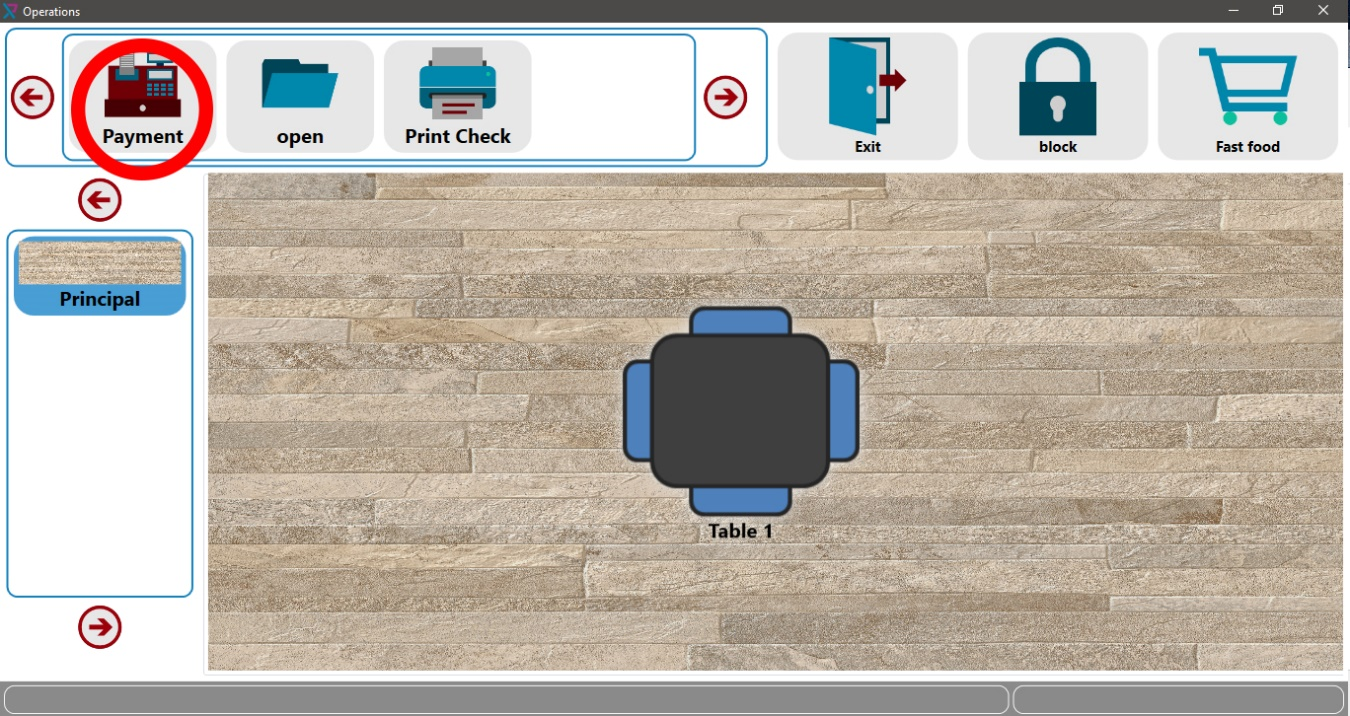 Operations
Payment
open
Print Check
Exit
block
Fast food
Principal
Table 1